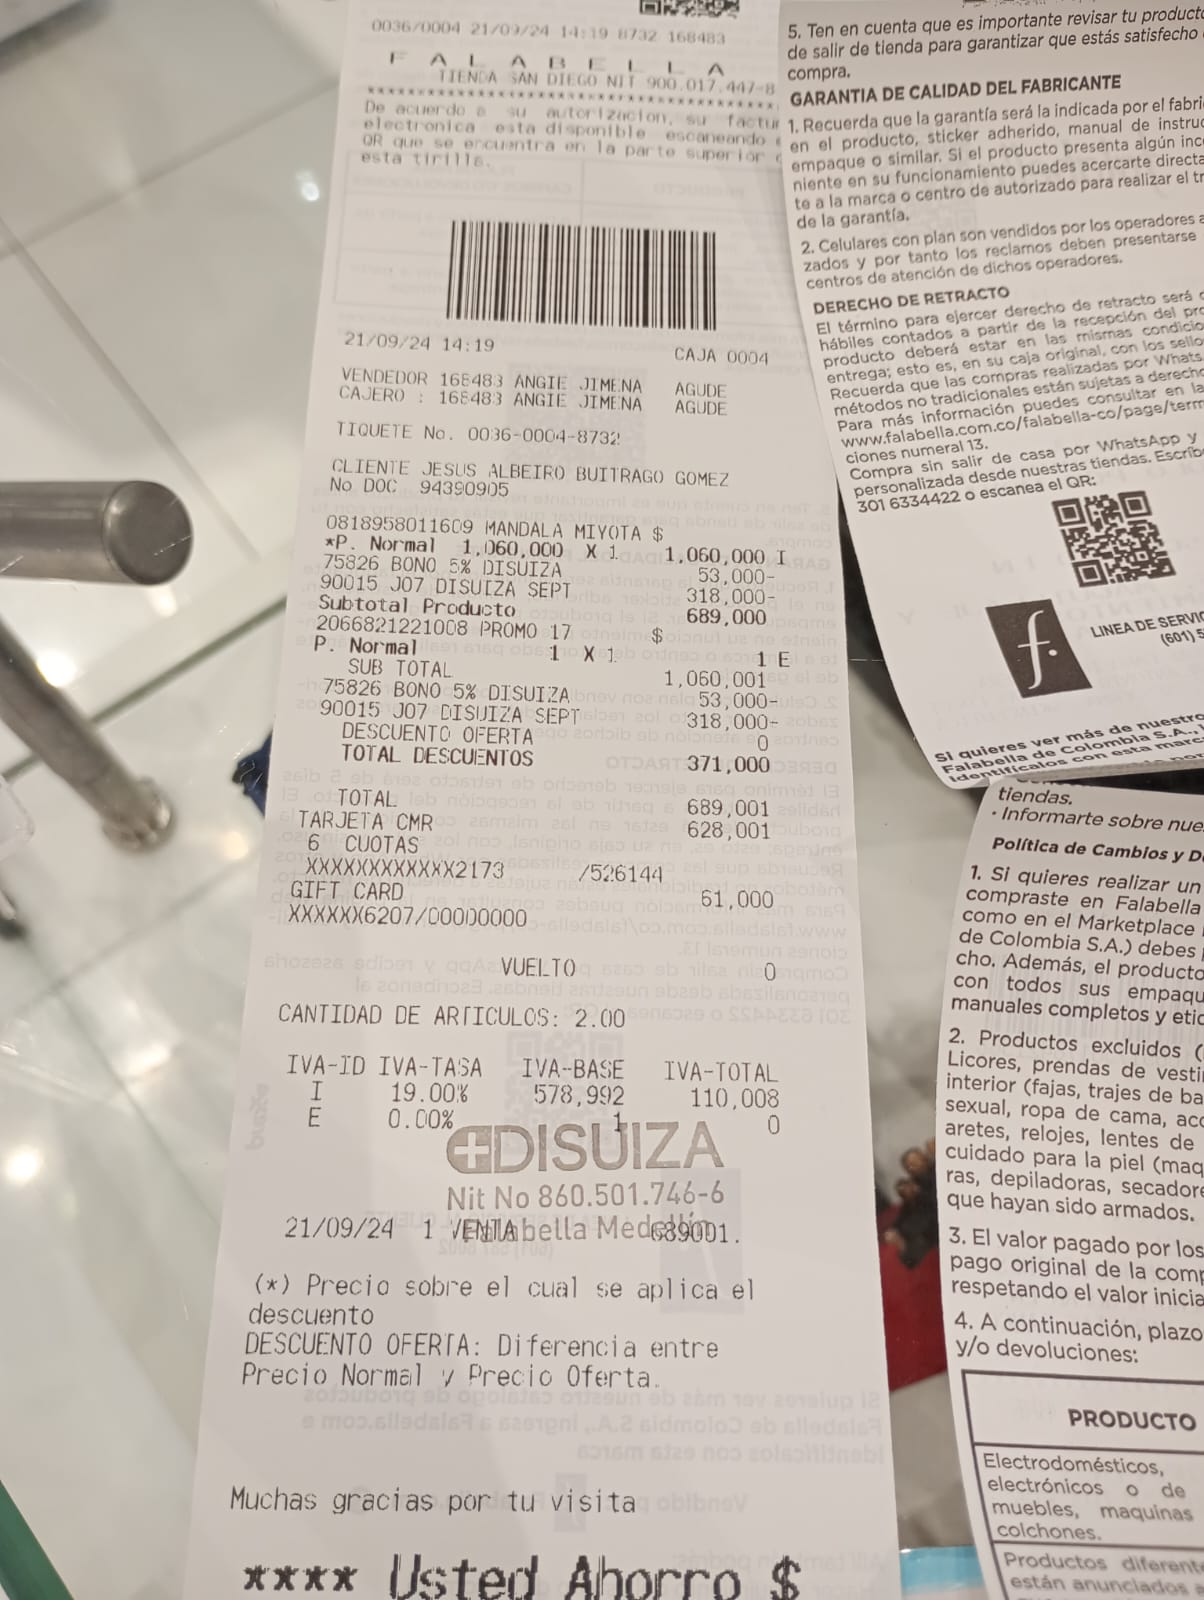 0036/0004 21/09/24 14:19 8732 168483
F A L A B E L L A
TIENDA SAN DIEGO NIT 900.017.447-8
****************************************
De acuerdo a su autorizacion, su factur
electronica esta disponible escaneando
QR que se encuentra en la parte superior
esta tirilla.
21/09/24 14:19 CAJA 0004
VENDEDOR 168483 ANGIE JIMENA AGUDE
CAJERO : 168483 ANGIE JIMENA AGUDE
TIQUETE No. 0036-0004-8732
CLIENTE JESUS ALBEIRO BUITRAGO GOMEZ
No DOC 94390905
0818958011609 MANDALA MIYOTA $
*P. Normal 1,060,000 X 1 1,060,000 I
75826 BONO 5% DISUIZA 53,000-
90015 J07 DISUIZA SEPT 318,000-
Subtotal Producto 689,000
2066821221008 PROMO 17 $
P. Normal 1 X 1 1 E
SUB TOTAL 1,060,001
75826 BONO 5% DISUIZA 53,000-
90015 J07 DISUIZA SEPT 318,000-
DESCUENTO OFERTA 0
TOTAL DESCUENTOS 371,000
TOTAL 689,001
TARJETA CMR 628,001
6 CUOTAS
XXXXXXXXXXXX2173 /526144
GIFT CARD 61,000
XXXXXX6207/00000000
VUELTO 0
CANTIDAD DE ARTICULOS: 2.00
IVA-ID IVA-TASA IVA-BASE IVA-TOTAL
I 19.00% 578,992 110,008
E 0.00% 1 0
DISUIZA
Nit No 860.501.746-6
Falabella Medellín
21/09/24 1 VENTA 689001.
(*) Precio sobre el cual se aplica el
descuento
DESCUENTO OFERTA: Diferencia entre
Precio Normal y Precio Oferta.
Muchas gracias por tu visita
**** Usted Ahorro $
5. Ten en cuenta que es importante revisar tu product
de salir de tienda para garantizar que estás satisfecho
compra.
GARANTIA DE CALIDAD DEL FABRICANTE
1. Recuerda que la garantía será la indicada por el fabri
en el producto, sticker adherido, manual de instruc
empaque o similar. Si el producto presenta algún inc
niente en su funcionamiento puedes acercarte directa
te a la marca o centro de autorizado para realizar el tr
de la garantía.
2. Celulares con plan son vendidos por los operadores a
zados y por tanto los reclamos deben presentarse
centros de atención de dichos operadores.
DERECHO DE RETRACTO
El término para ejercer derecho de retracto será
hábiles contados a partir de la recepción del pro
producto deberá estar en las mismas condicio
entrega; esto es, en su caja original, con los sello
Recuerda que las compras realizadas por Whats
métodos no tradicionales están sujetas a derecho
Para más información puedes consultar en la
www.falabella.com.co/falabella-co/page/term
ciones numeral 13.
Compra sin salir de casa por WhatsApp y
personalizada desde nuestras tiendas. Escríb
301 6334422 o escanea el QR:
f.
LINEA DE SERVIC
(601) 5
Si quieres ver más de nuestro
Falabella de Colombia S.A.,
identifícalos con esta marc
tiendas.
• Informarte sobre nue
Política de Cambios y D
1. Si quieres realizar un
compraste en Falabella
como en el Marketplace
de Colombia S.A.) debes
cho. Además, el producto
con todos sus empaqu
manuales completos y etic
2. Productos excluidos (
Licores, prendas de vesti
interior (fajas, trajes de ba
sexual, ropa de cama, acc
aretes, relojes, lentes de
cuidado para la piel (maq
ras, depiladoras, secadore
que hayan sido armados.
3. El valor pagado por los
pago original de la comp
respetando el valor inicia
4. A continuación, plazo
y/o devoluciones:
PRODUCTO
Electrodomésticos,
electrónicos o de
muebles, maquinas
colchones.
Productos diferent
están anunciados